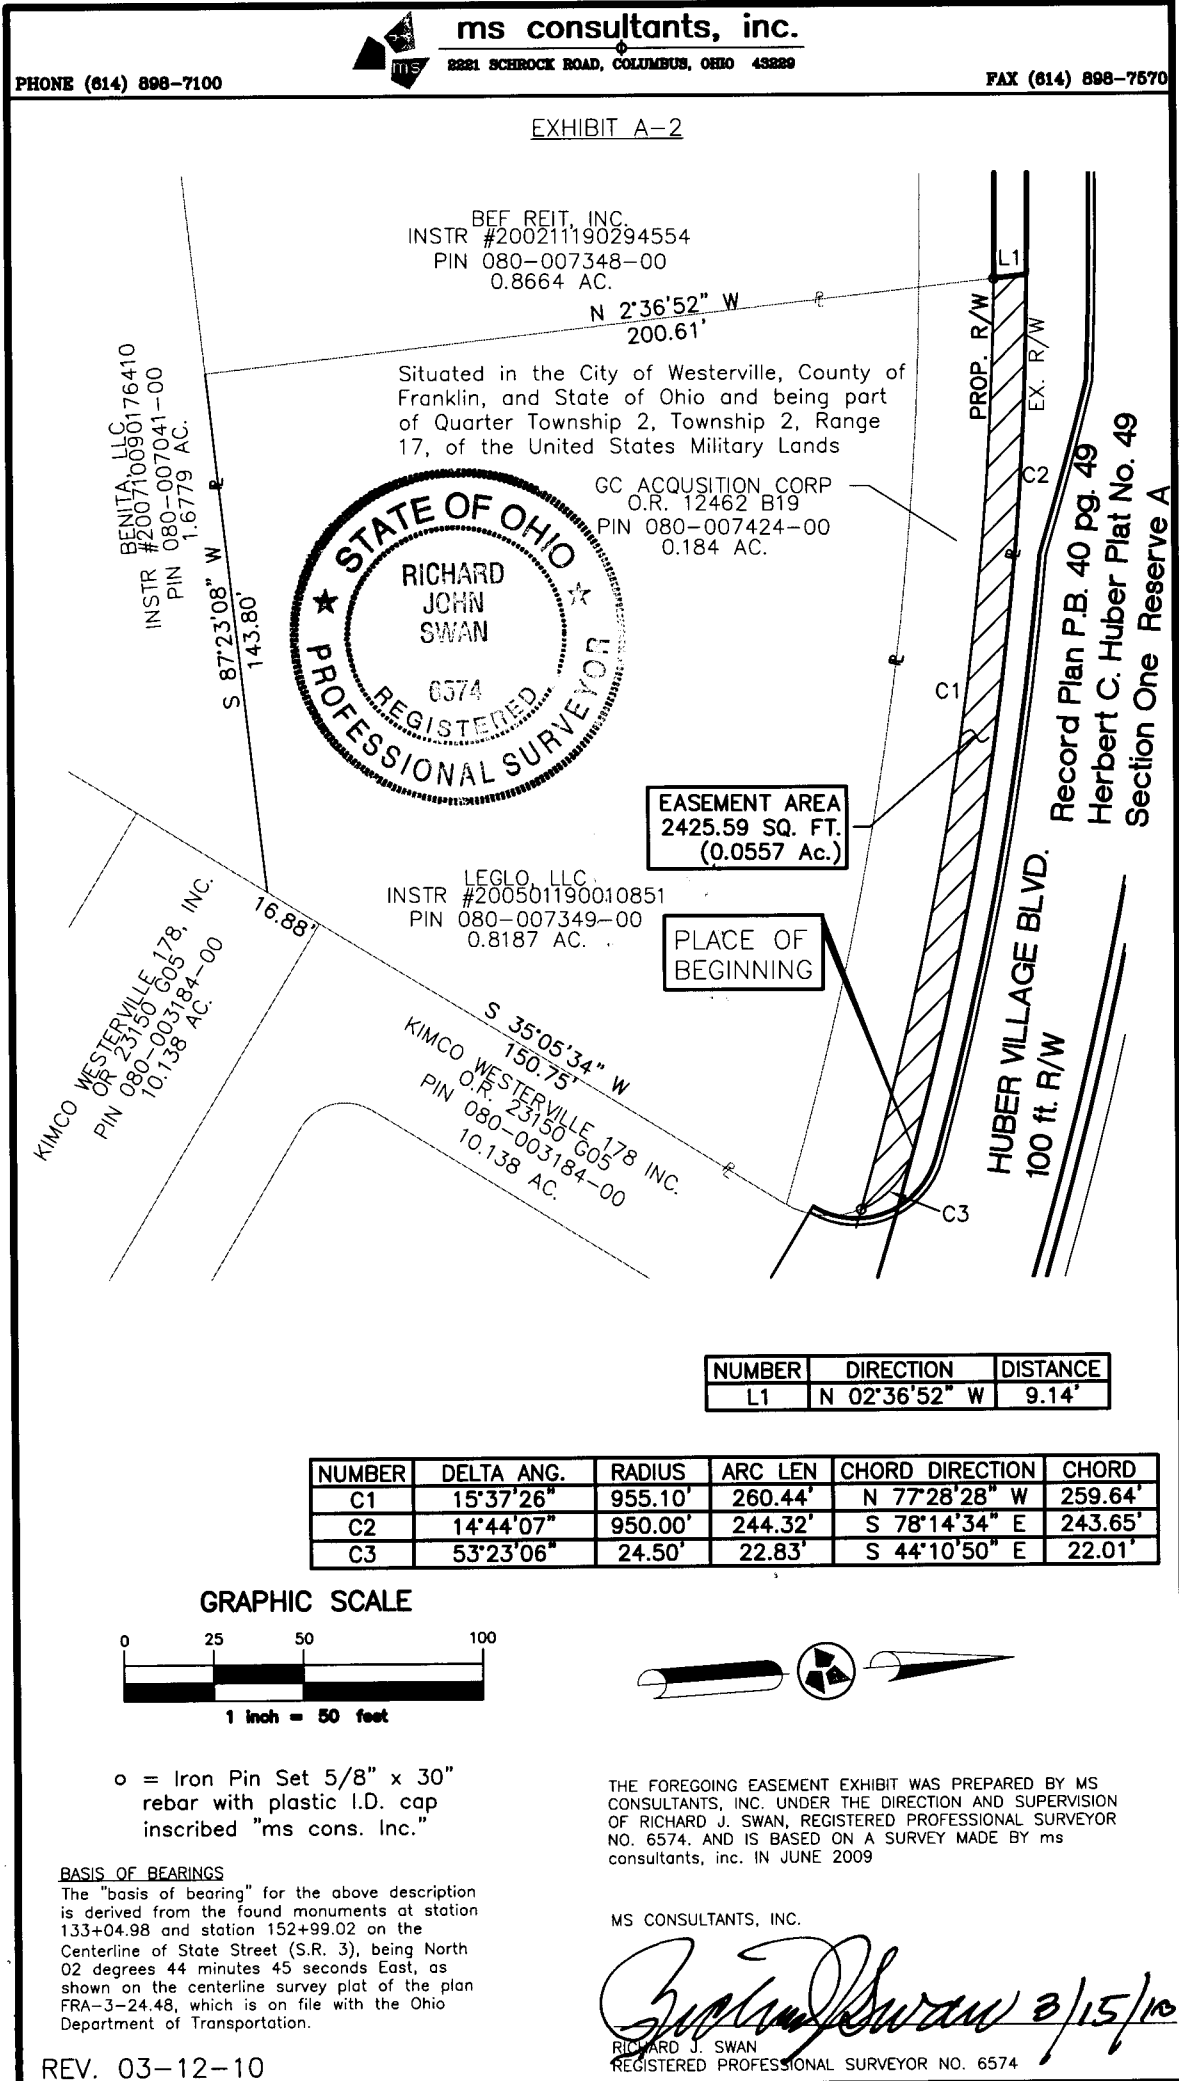 ms consultants, inc.
ms
2221 SCHROCK ROAD, COLUMBUS, OHIO 43229
PHONE (614) 898-7100
FAX (614) 898-7570
EXHIBIT A-2
BEF REIT, INC.
INSTR #200211190294554
PIN 080-007348-00
0.8664 AC.
L1
N 2°36'52" W
200.61'
PROP. R/W
EX. R/W
BENITA, LLC
INSTR #200710090176410
PIN 080-007041-00
1.6779 AC.
Situated in the City of Westerville, County of
Franklin, and State of Ohio and being part
of Quarter Township 2, Township 2, Range
17, of the United States Military Lands
GC ACQUSITION CORP
O.R. 12462 B19
PIN 080-007424-00
0.184 AC.
C2
S 87°23'08" W
143.80'
STATE OF OHIO
RICHARD
JOHN
SWAN
6574
REGISTERED
PROFESSIONAL SURVEYOR
C1
Record Plan P.B. 40 pg. 49
Herbert C. Huber Plat No. 49
Section One Reserve A
EASEMENT AREA
2425.59 SQ. FT.
(0.0557 Ac.)
LEGLO, LLC
INSTR #200501190010851
PIN 080-007349-00
0.8187 AC.
16.88'
PLACE OF
BEGINNING
KIMCO WESTERVILLE 178, INC.
OR 23150 G05
PIN 080-003184-00
10.138 AC.
S 35°05'34" W
150.75'
KIMCO WESTERVILLE 178 INC.
O.R. 23150 G05
PIN 080-003184-00
10.138 AC.
HUBER VILLAGE BLVD.
100 ft. R/W
C3
NUMBER DIRECTION DISTANCE
L1 N 02°36'52" W 9.14'
NUMBER DELTA ANG. RADIUS ARC LEN CHORD DIRECTION CHORD
C1 15°37'26" 955.10' 260.44' N 77°28'28" W 259.64'
C2 14°44'07" 950.00' 244.32' S 78°14'34" E 243.65'
C3 53°23'06" 24.50' 22.83' S 44°10'50" E 22.01'
GRAPHIC SCALE
0 25 50 100
1 inch = 50 feet
o = Iron Pin Set 5/8" x 30"
rebar with plastic I.D. cap
inscribed "ms cons. Inc."
THE FOREGOING EASEMENT EXHIBIT WAS PREPARED BY MS
CONSULTANTS, INC. UNDER THE DIRECTION AND SUPERVISION
OF RICHARD J. SWAN, REGISTERED PROFESSIONAL SURVEYOR
NO. 6574. AND IS BASED ON A SURVEY MADE BY ms
consultants, inc. IN JUNE 2009
BASIS OF BEARINGS
The "basis of bearing" for the above description
is derived from the found monuments at station
133+04.98 and station 152+99.02 on the
Centerline of State Street (S.R. 3), being North
02 degrees 44 minutes 45 seconds East, as
shown on the centerline survey plat of the plan
FRA-3-24.48, which is on file with the Ohio
Department of Transportation.
MS CONSULTANTS, INC.
Richard J Swan 3/15/10
RICHARD J. SWAN
REGISTERED PROFESSIONAL SURVEYOR NO. 6574
REV. 03-12-10